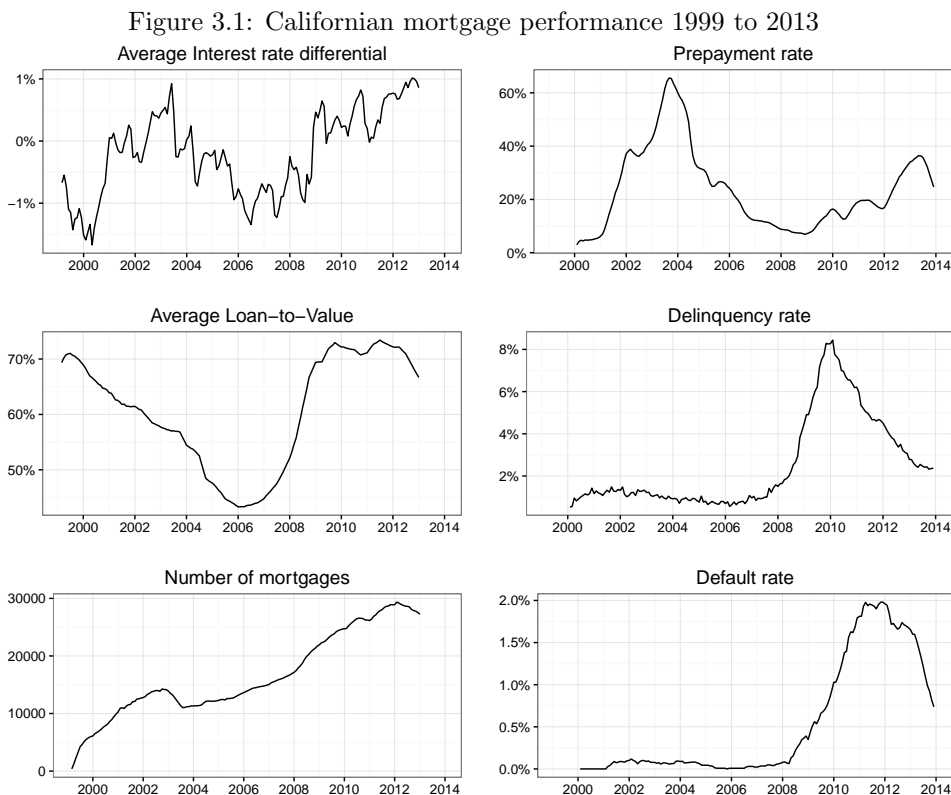 Figure 3.1: Californian mortgage performance 1999 to 2013
Average Interest rate differential
1%
0%
−1%
2000 2002 2004 2006 2008 2010 2012 2014
Prepayment rate
60%
40%
20%
0%
2000 2002 2004 2006 2008 2010 2012 2014
Average Loan−to−Value
70%
60%
50%
2000 2002 2004 2006 2008 2010 2012 2014
Delinquency rate
8%
6%
4%
2%
2000 2002 2004 2006 2008 2010 2012 2014
Number of mortgages
30000
20000
10000
0
2000 2002 2004 2006 2008 2010 2012 2014
Default rate
2.0%
1.5%
1.0%
0.5%
0.0%
2000 2002 2004 2006 2008 2010 2012 2014